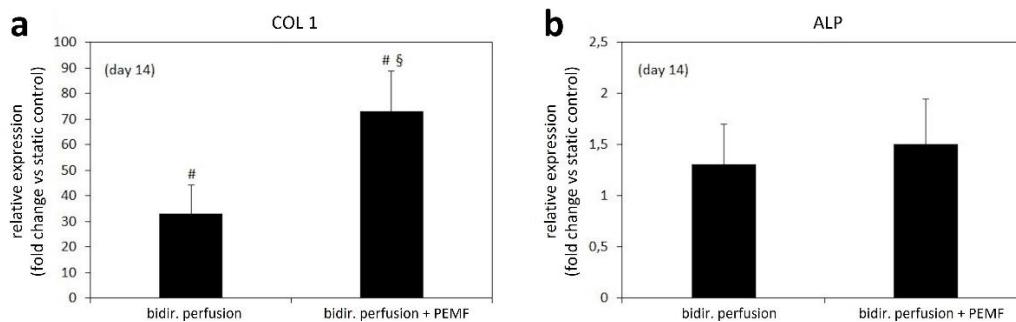 a
COL 1
relative expression
(fold change vs static control)
100
90
80
70
60
50
40
30
20
10
0
(day 14)
#
# §
bidir. perfusion
bidir. perfusion + PEMF
b
ALP
relative expression
(fold change vs static control)
2,5
2
1,5
1
0,5
0
(day 14)
bidir. perfusion
bidir. perfusion + PEMF